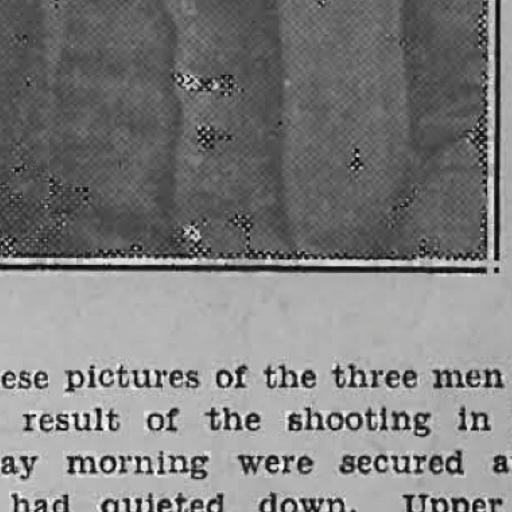 ese pictures of the three men
result of the shooting in
ay morning were secured a
had quieted down. Upper